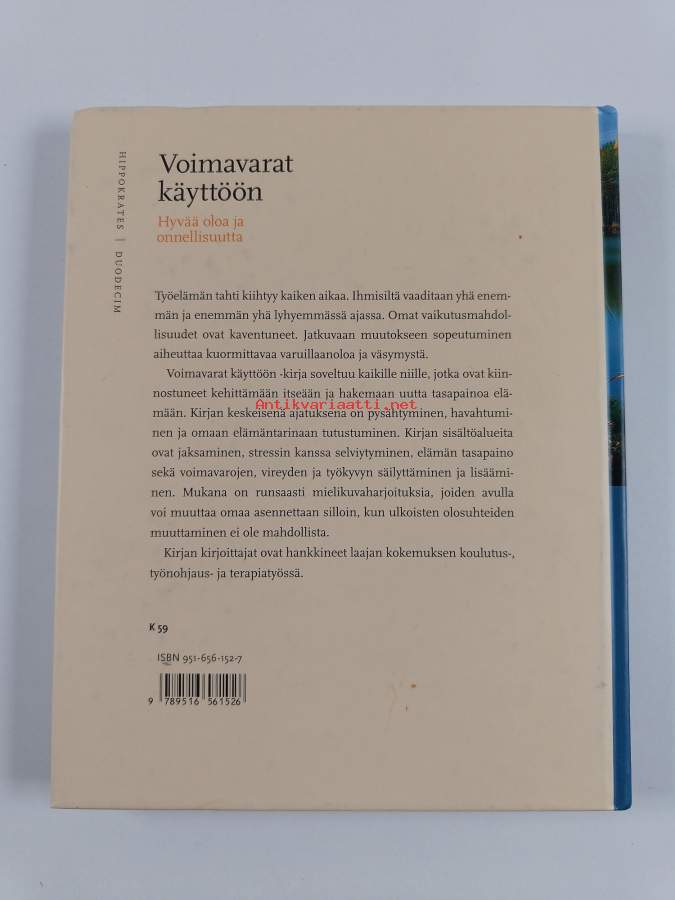 HIPPOKRATES | DUODECIM
Voimavarat
käyttöön
Hyvää oloa ja
onnellisuutta
Työelämän tahti kiihtyy kaiken aikaa. Ihmisiltä vaaditaan yhä enem-
män ja enemmän yhä lyhyemmässä ajassa. Omat vaikutusmahdol-
lisuudet ovat kaventuneet. Jatkuvaan muutokseen sopeutuminen
aiheuttaa kuormittavaa varuillaanoloa ja väsymystä.
Voimavarat käyttöön -kirja soveltuu kaikille niille, jotka ovat kiin-
nostuneet kehittämään itseään ja hakemaan uutta tasapainoa elä-
mään. Kirjan keskeisenä ajatuksena on pysähtyminen, havahtumi-
nen ja omaan elämäntarinaan tutustuminen. Kirjan sisältöalueita
ovat jaksaminen, stressin kanssa selviytyminen, elämän tasapaino
sekä voimavarojen, vireyden ja työkyvyn säilyttäminen ja lisäämi-
nen. Mukana on runsaasti mielikuvaharjoituksia, joiden avulla
voi muuttaa omaa asennettaan silloin, kun ulkoisten olosuhteiden
muuttaminen ei ole mahdollista.
Kirjan kirjoittajat ovat hankkineet laajan kokemuksen koulutus-,
työnohjaus- ja terapiatyössä.
Antikvariaatti.net
K 59
ISBN 951-656-152-7
9 789516 561526